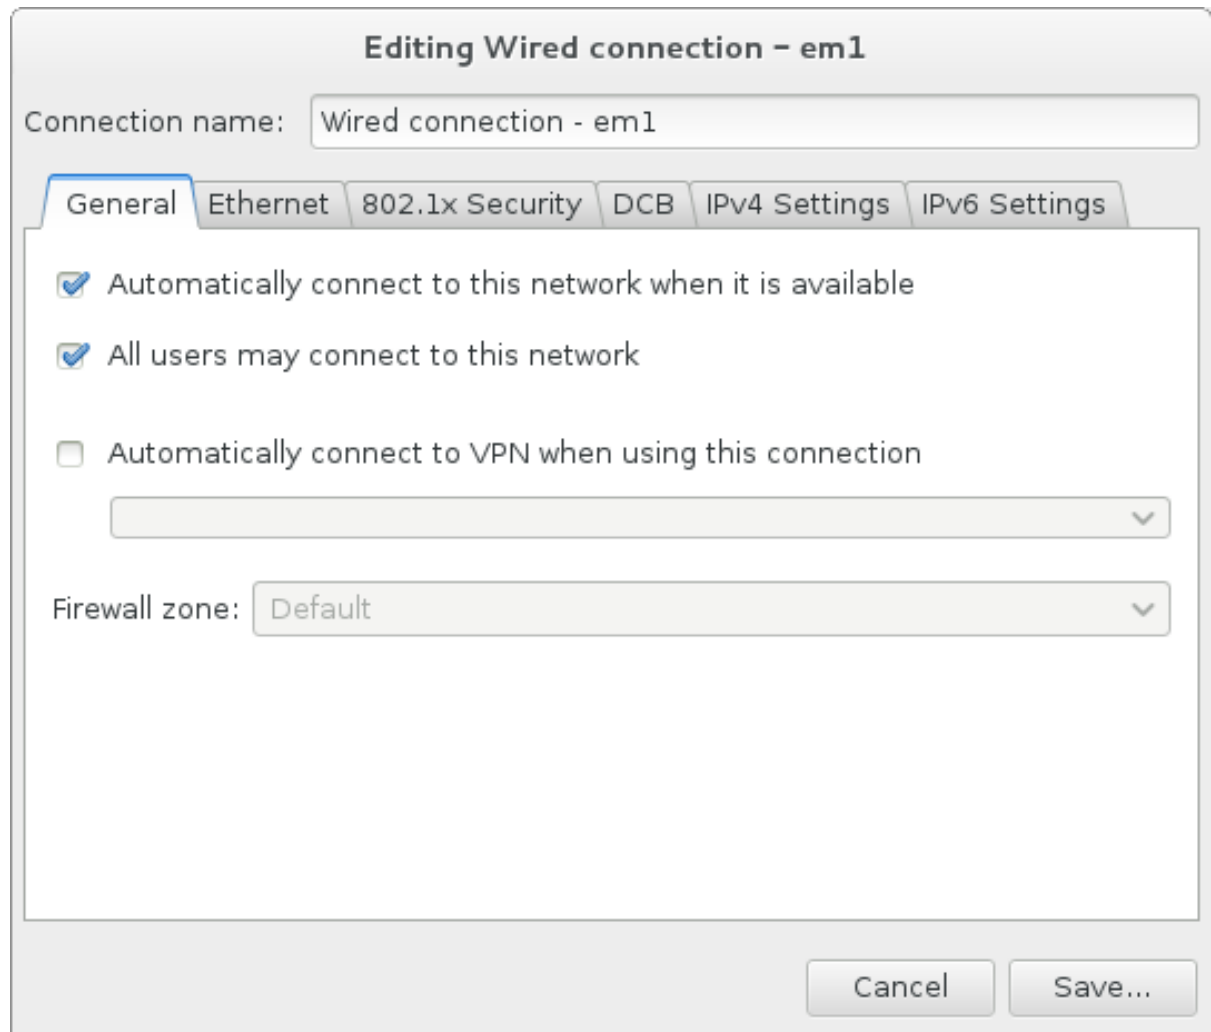 Editing Wired connection – em1
Connection name: Wired connection - em1
General Ethernet 802.1x Security DCB IPv4 Settings IPv6 Settings
Automatically connect to this network when it is available
All users may connect to this network
Automatically connect to VPN when using this connection
Firewall zone: Default
Cancel Save...